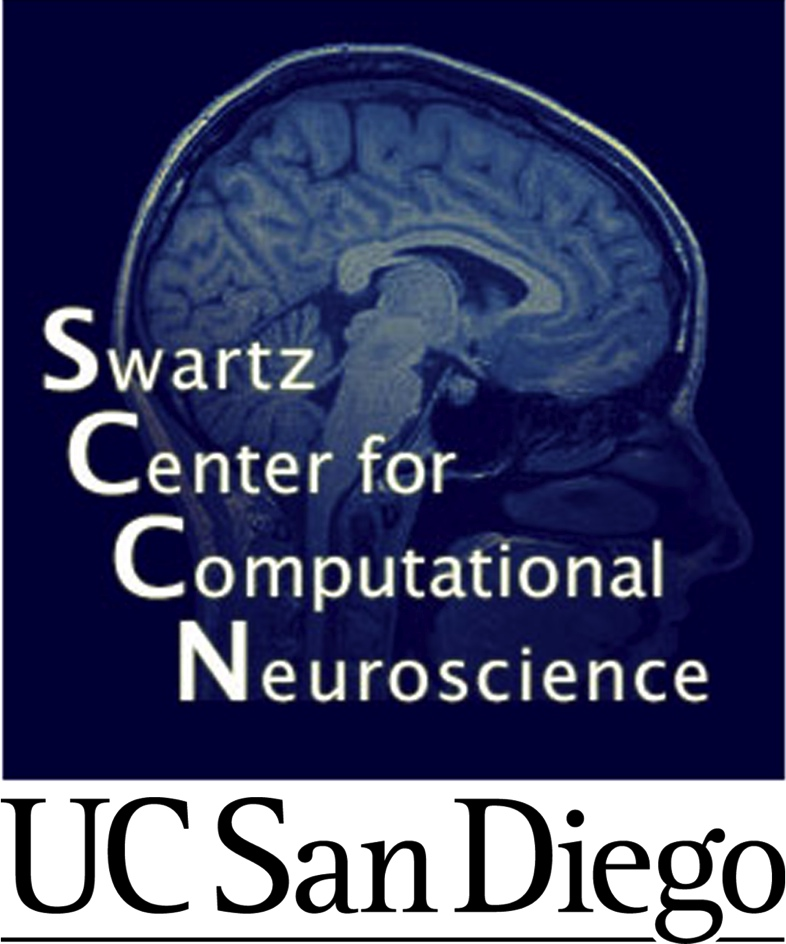 Swartz
Center for
Computational
Neuroscience
UC San Diego